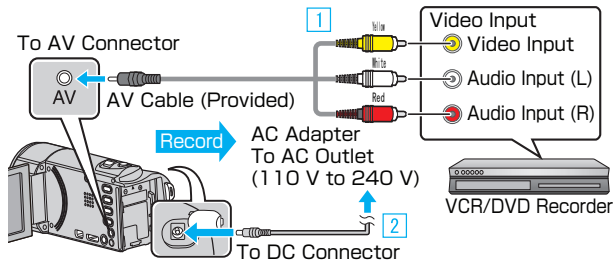 To AV Connector
AV
AV Cable (Provided)
1
Yellow
White
Red
Video Input
Video Input
Audio Input (L)
Audio Input (R)
Record
AC Adapter
To AC Outlet
(110 V to 240 V)
2
VCR/DVD Recorder
To DC Connector